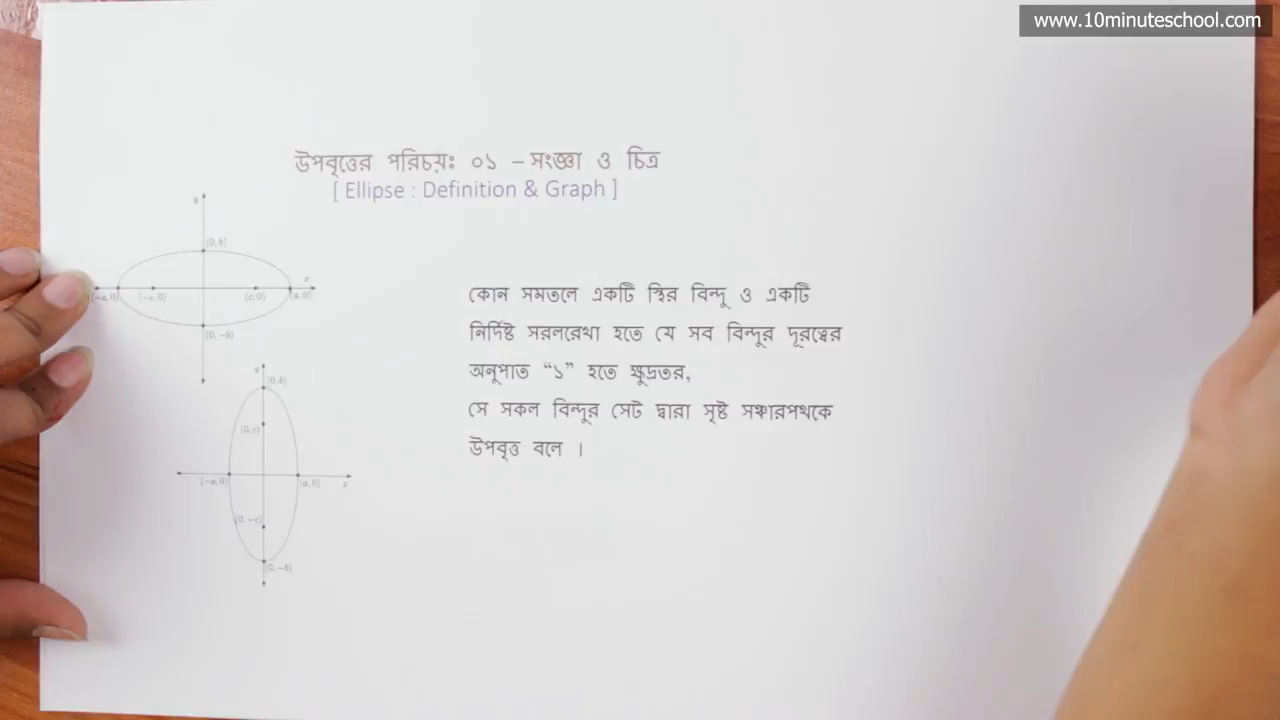 www.10minuteschool.com
উপবৃত্তের পরিচয়ঃ ০১ – সংজ্ঞা ও চিত্র
[ Ellipse : Definition & Graph ]
y
(0, b)
x
(−a, 0) (−c, 0) (c, 0) (a, 0)
(0, −b)
কোন সমতলে একটি স্থির বিন্দু ও একটি
নির্দিষ্ট সরলরেখা হতে যে সব বিন্দুর দূরত্বের
অনুপাত “১” হতে ক্ষুদ্রতর,
সে সকল বিন্দুর সেট দ্বারা সৃষ্ট সঞ্চারপথকে
উপবৃত্ত বলে ।
y
(0, b)
(0, c)
(−a, 0) (a, 0) x
(0, −c)
(0, −b)